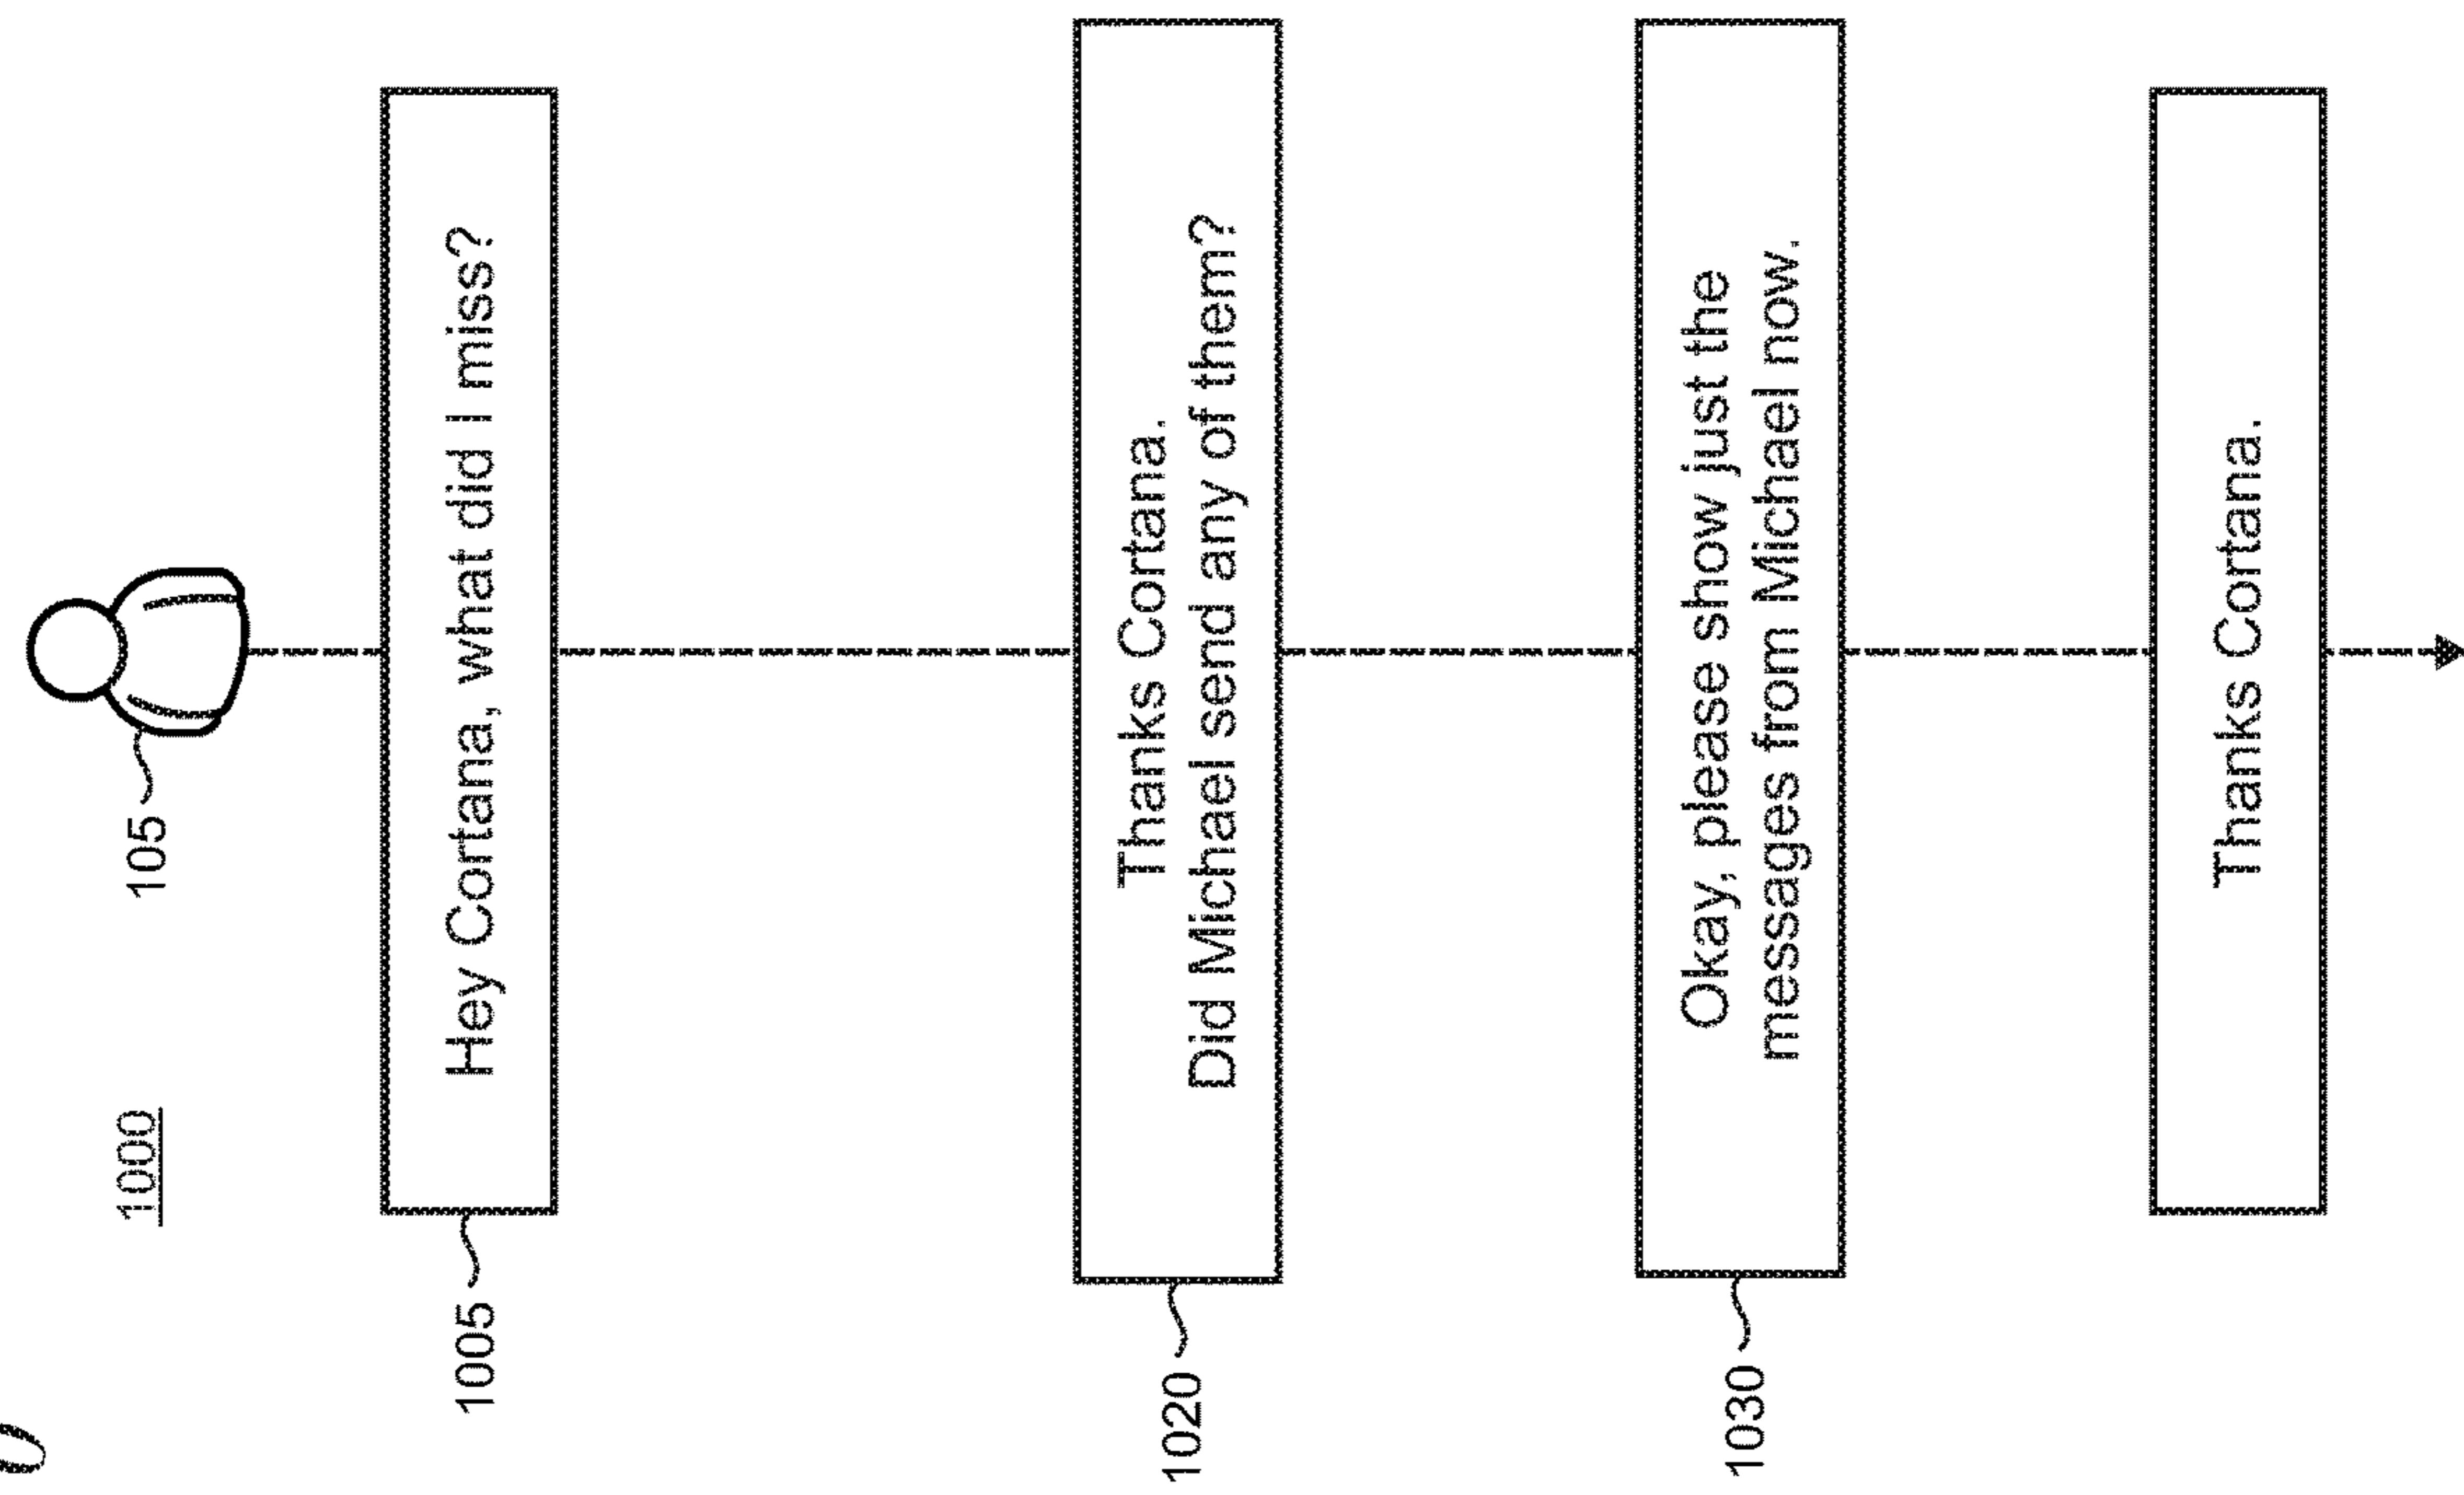 1000
105
1005
Hey Cortana, what did I miss?
1020
Thanks Cortana.
Did Michael send any of them?
1030
Okay, please show just the
messages from Michael now.
Thanks Cortana.